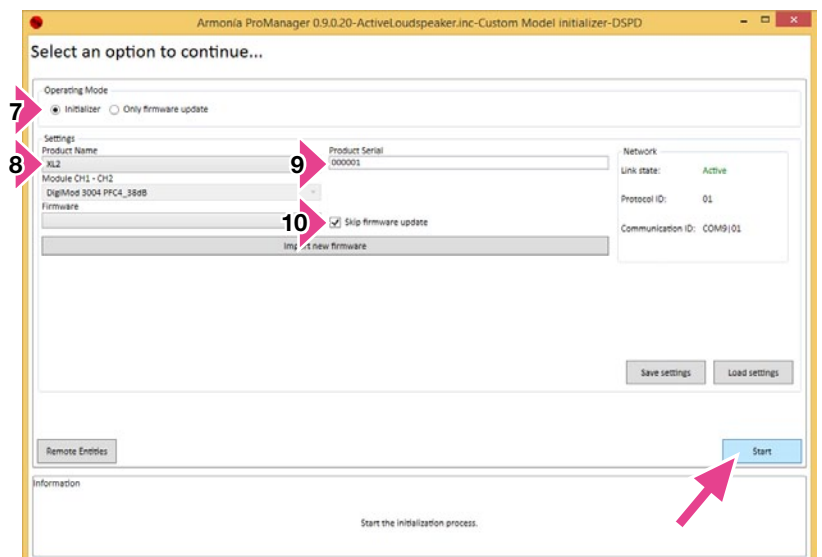 Armonía ProManager 0.9.0.20-ActiveLoudspeaker.inc-Custom Model initializer-DSPD
Select an option to continue...
Operating Mode
7
Initializer
Only firmware update
Settings
Product Name
Product Serial
Network
8
XL2
9
000001
Link state: Active
Module CH1 - CH2
DigiMod 3004 PFC4_38dB
Protocol ID: 01
Firmware
10
Skip firmware update
Communication ID: COM9|01
Import new firmware
Save settings
Load settings
Remote Entities
Start
Information
Start the initialization process.